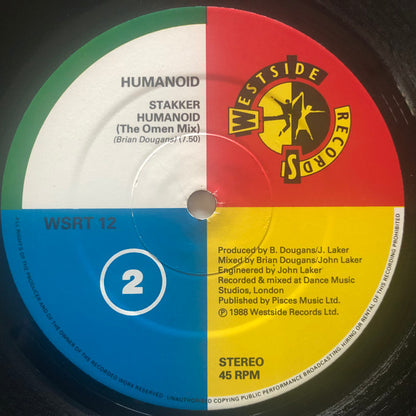 HUMANOID
STAKKER
HUMANOID
(The Omen Mix)
(Brian Dougans) (7.50)
WESTSIDE
RECORDS
WSRT 12
2
Produced by B. Dougans/J. Laker
Mixed by Brian Dougans/John Laker
Engineered by John Laker
Recorded & mixed at Dance Music
Studios, London
Published by Pisces Music Ltd.
℗ 1988 Westside Records Ltd.
STEREO
45 RPM
ALL RIGHTS OF THE PRODUCER AND OF THE OWNER OF THE RECORDED WORK RESERVED UNAUTHORISED COPYING PUBLIC PERFORMANCE BROADCASTING HIRING OR RENTAL OF THIS RECORDING PROHIBITED